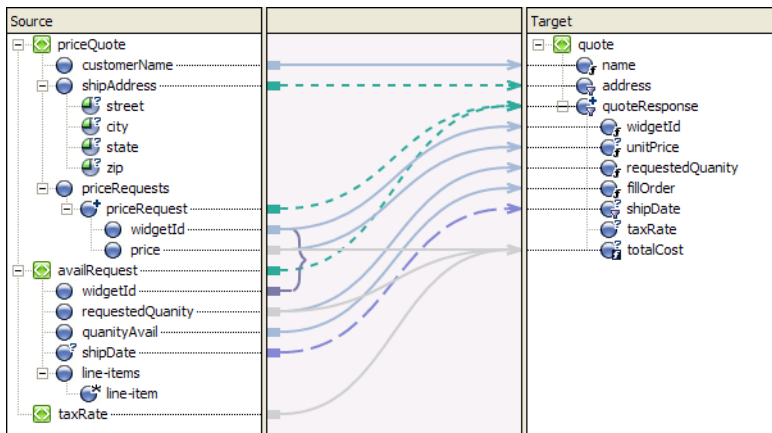 Source
priceQuote
customerName
shipAddress
street
city
state
zip
priceRequests
priceRequest
widgetId
price
availRequest
widgetId
requestedQuanity
quanityAvail
shipDate
line-items
line-item
taxRate
Target
quote
name
address
quoteResponse
widgetId
unitPrice
requestedQuanity
fillOrder
shipDate
taxRate
totalCost